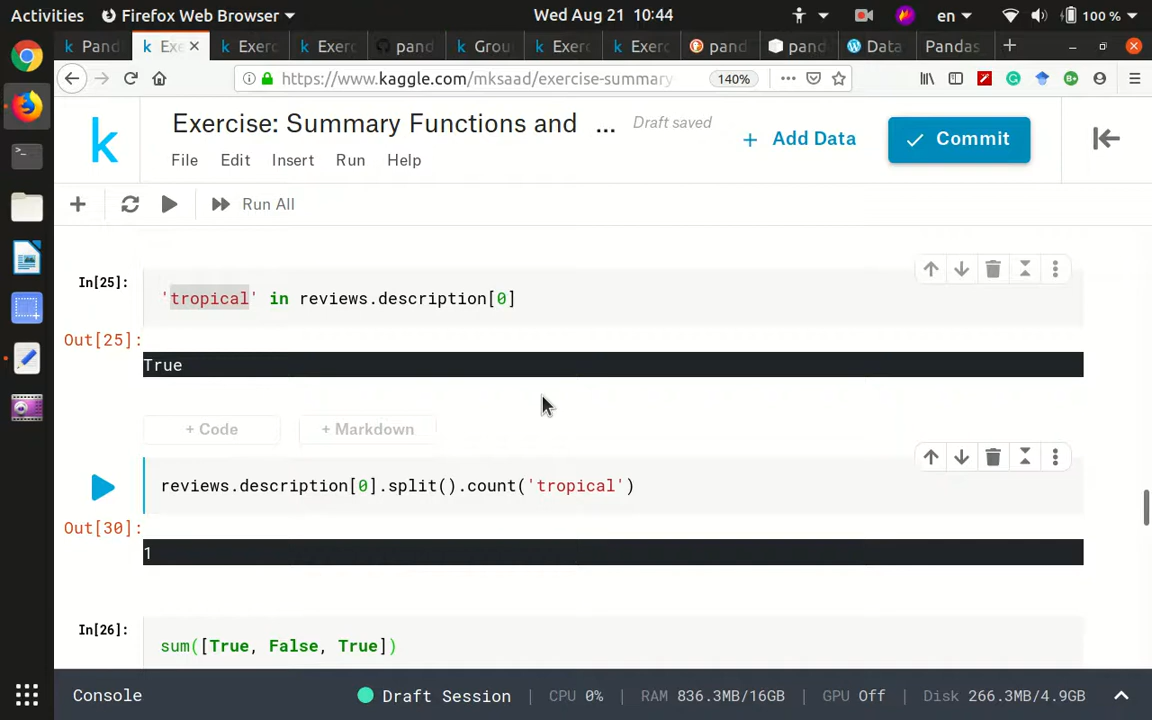 Activities Firefox Web Browser Wed Aug 21 10:44 en 100 %
Pand Exe Exerc Exerc pand Grou Exerc Exerc pand pand Data Pandas
https://www.kaggle.com/mksaad/exercise-summary- 140%
k Exercise: Summary Functions and ... Draft saved + Add Data Commit
File Edit Insert Run Help
Run All
In[25]: 'tropical' in reviews.description[0]
Out[25]:
True
+ Code + Markdown
reviews.description[0].split().count('tropical')
Out[30]:
1
In[26]:
sum([True, False, True])
Console Draft Session CPU 0% RAM 836.3MB/16GB GPU Off Disk 266.3MB/4.9GB